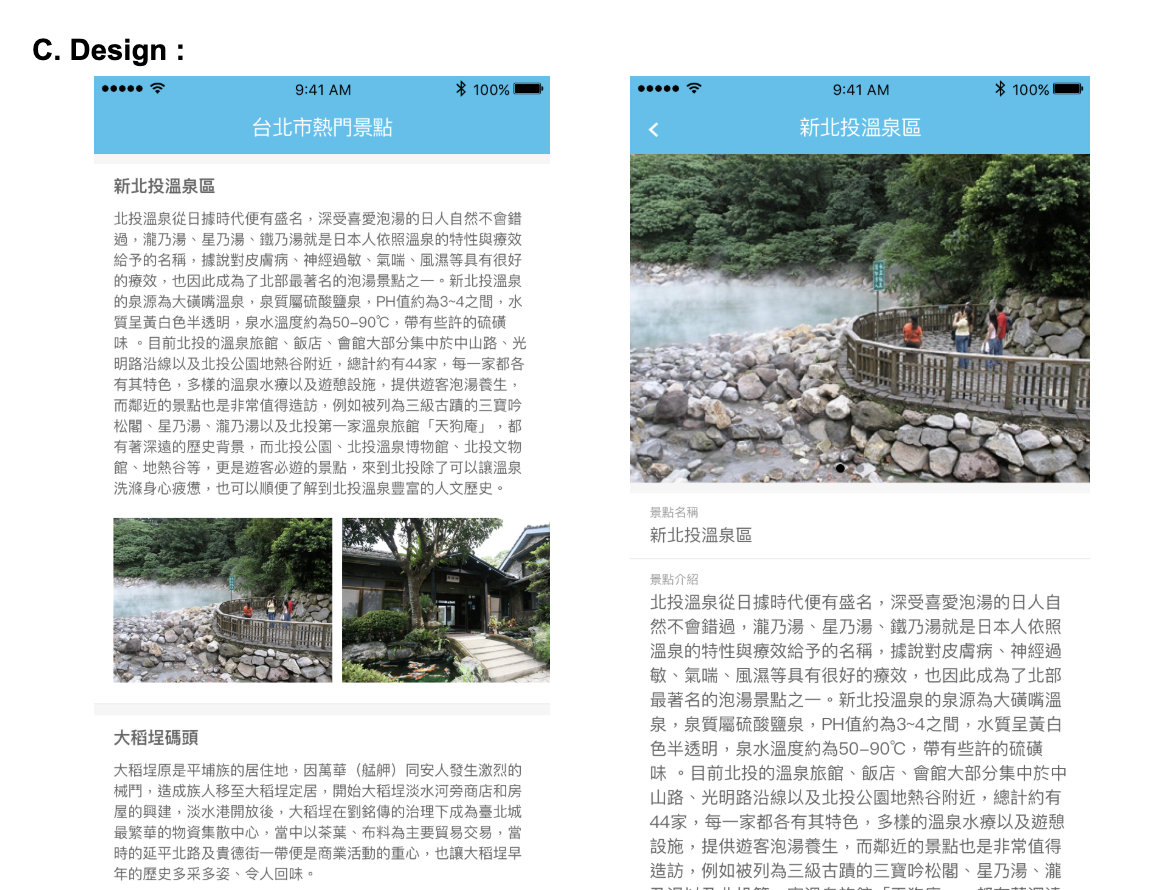 C. Design :
9:41 AM
100%
台北市熱門景點
新北投溫泉區
北投溫泉從日據時代便有盛名，深受喜愛泡湯的日人自然不會錯
過，瀧乃湯、星乃湯、鐵乃湯就是日本人依照溫泉的特性與療效
給予的名稱，據說對皮膚病、神經過敏、氣喘、風濕等具有很好
的療效，也因此成為了北部最著名的泡湯景點之一。新北投溫泉
的泉源為大磺嘴溫泉，泉質屬硫酸鹽泉，PH值約為3~4之間，水
質呈黃白色半透明，泉水溫度約為50-90℃，帶有些許的硫磺
味 。目前北投的溫泉旅館、飯店、會館大部分集中於中山路、光
明路沿線以及北投公園地熱谷附近，總計約有44家，每一家都各
有其特色，多樣的溫泉水療以及遊憩設施，提供遊客泡湯養生，
而鄰近的景點也是非常值得造訪，例如被列為三級古蹟的三寶吟
松閣、星乃湯、瀧乃湯以及北投第一家溫泉旅館「天狗庵」，都
有著深遠的歷史背景，而北投公園、北投溫泉博物館、北投文物
館、地熱谷等，更是遊客必遊的景點，來到北投除了可以讓溫泉
洗滌身心疲憊，也可以順便了解到北投溫泉豐富的人文歷史。
大稻埕碼頭
大稻埕原是平埔族的居住地，因萬華（艋舺）同安人發生激烈的
械鬥，造成族人移至大稻埕定居，開始大稻埕淡水河旁商店和房
屋的興建，淡水港開放後，大稻埕在劉銘傳的治理下成為臺北城
最繁華的物資集散中心，當中以茶葉、布料為主要貿易交易，當
時的延平北路及貴德街一帶便是商業活動的重心，也讓大稻埕早
年的歷史多采多姿、令人回味。
9:41 AM
100%
新北投溫泉區
景點名稱
新北投溫泉區
景點介紹
北投溫泉從日據時代便有盛名，深受喜愛泡湯的日人自
然不會錯過，瀧乃湯、星乃湯、鐵乃湯就是日本人依照
溫泉的特性與療效給予的名稱，據說對皮膚病、神經過
敏、氣喘、風濕等具有很好的療效，也因此成為了北部
最著名的泡湯景點之一。新北投溫泉的泉源為大磺嘴溫
泉，泉質屬硫酸鹽泉，PH值約為3~4之間，水質呈黃白
色半透明，泉水溫度約為50-90℃，帶有些許的硫磺
味 。目前北投的溫泉旅館、飯店、會館大部分集中於中
山路、光明路沿線以及北投公園地熱谷附近，總計約有
44家，每一家都各有其特色，多樣的溫泉水療以及遊憩
設施，提供遊客泡湯養生，而鄰近的景點也是非常值得
造訪，例如被列為三級古蹟的三寶吟松閣、星乃湯、瀧